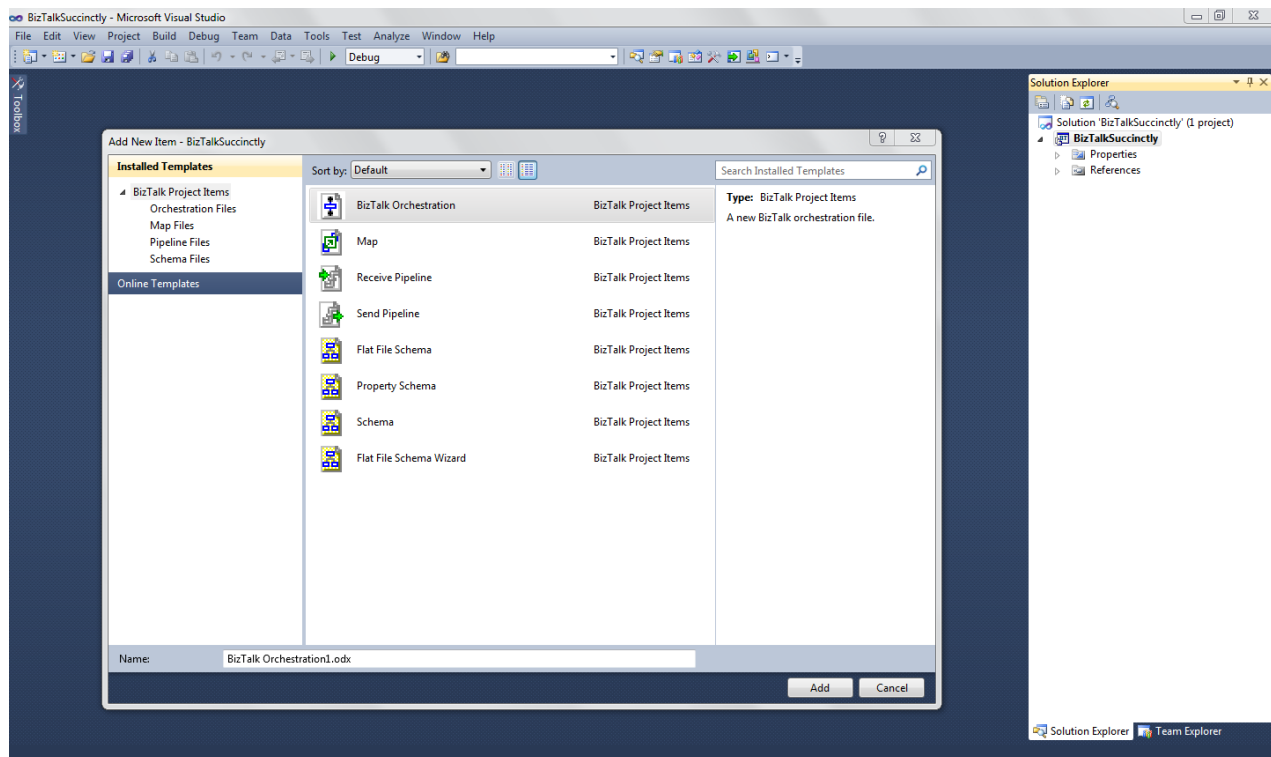 BizTalkSuccinctly - Microsoft Visual Studio
File Edit View Project Build Debug Team Data Tools Test Analyze Window Help
Debug
Toolbox
Add New Item - BizTalkSuccinctly
Installed Templates
BizTalk Project Items
Orchestration Files
Map Files
Pipeline Files
Schema Files
Online Templates
Sort by: Default
Search Installed Templates
BizTalk Orchestration BizTalk Project Items
Map BizTalk Project Items
Receive Pipeline BizTalk Project Items
Send Pipeline BizTalk Project Items
Flat File Schema BizTalk Project Items
Property Schema BizTalk Project Items
Schema BizTalk Project Items
Flat File Schema Wizard BizTalk Project Items
Type: BizTalk Project Items
A new BizTalk orchestration file.
Name: BizTalk Orchestration1.odx
Add Cancel
Solution Explorer
Solution 'BizTalkSuccinctly' (1 project)
BizTalkSuccinctly
Properties
References
Solution Explorer Team Explorer